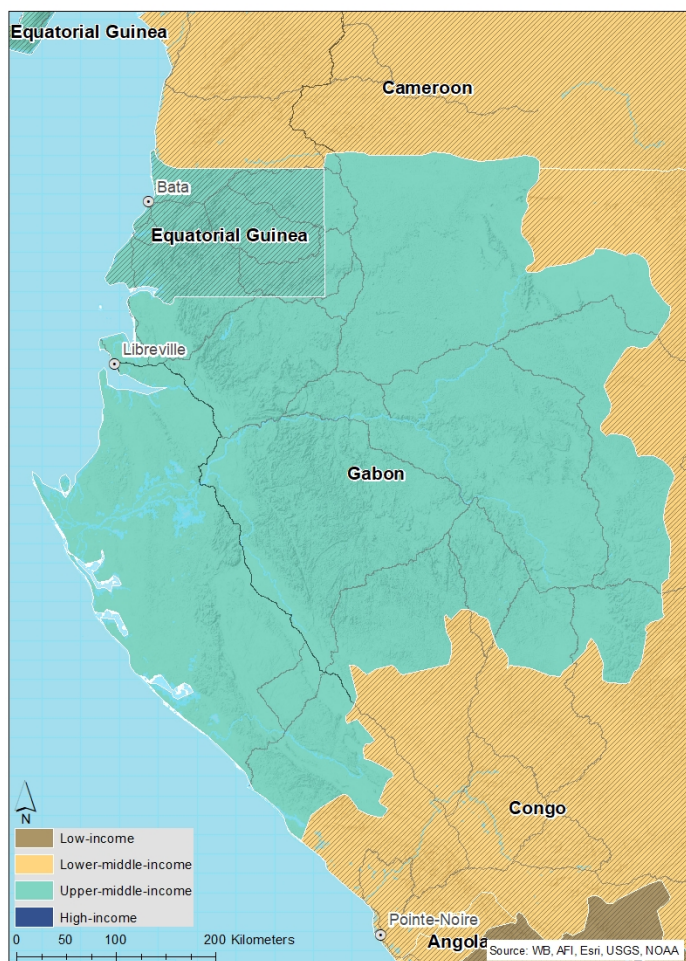 Equatorial Guinea
Cameroon
Bata
Equatorial Guinea
Libreville
Gabon
Congo
N
Low-income
Lower-middle-income
Upper-middle-income
High-income
Pointe-Noire
0 50 100 200 Kilometers
Angola
Source: WB, AFI, Esri, USGS, NOAA